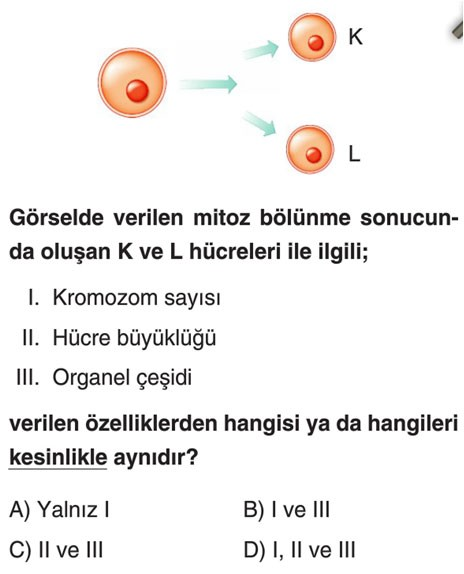 K
L
Görselde verilen mitoz bölünme sonucun-
da oluşan K ve L hücreleri ile ilgili;
I. Kromozom sayısı
II. Hücre büyüklüğü
III. Organel çeşidi
verilen özelliklerden hangisi ya da hangileri
kesinlikle aynıdır?
A) Yalnız I B) I ve III
C) II ve III D) I, II ve III